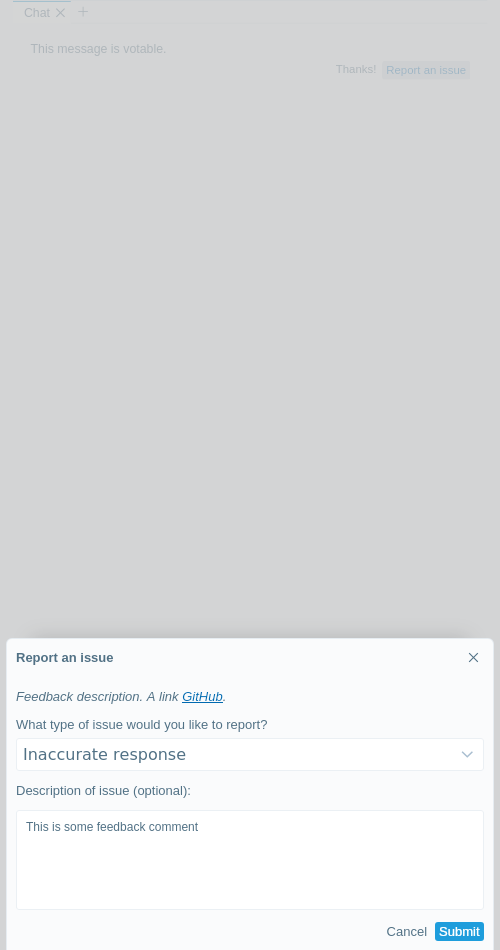 Chat
This message is votable.
Thanks! Report an issue
Report an issue
Feedback description. A link GitHub.
What type of issue would you like to report?
Inaccurate response
Description of issue (optional):
This is some feedback comment
Cancel Submit